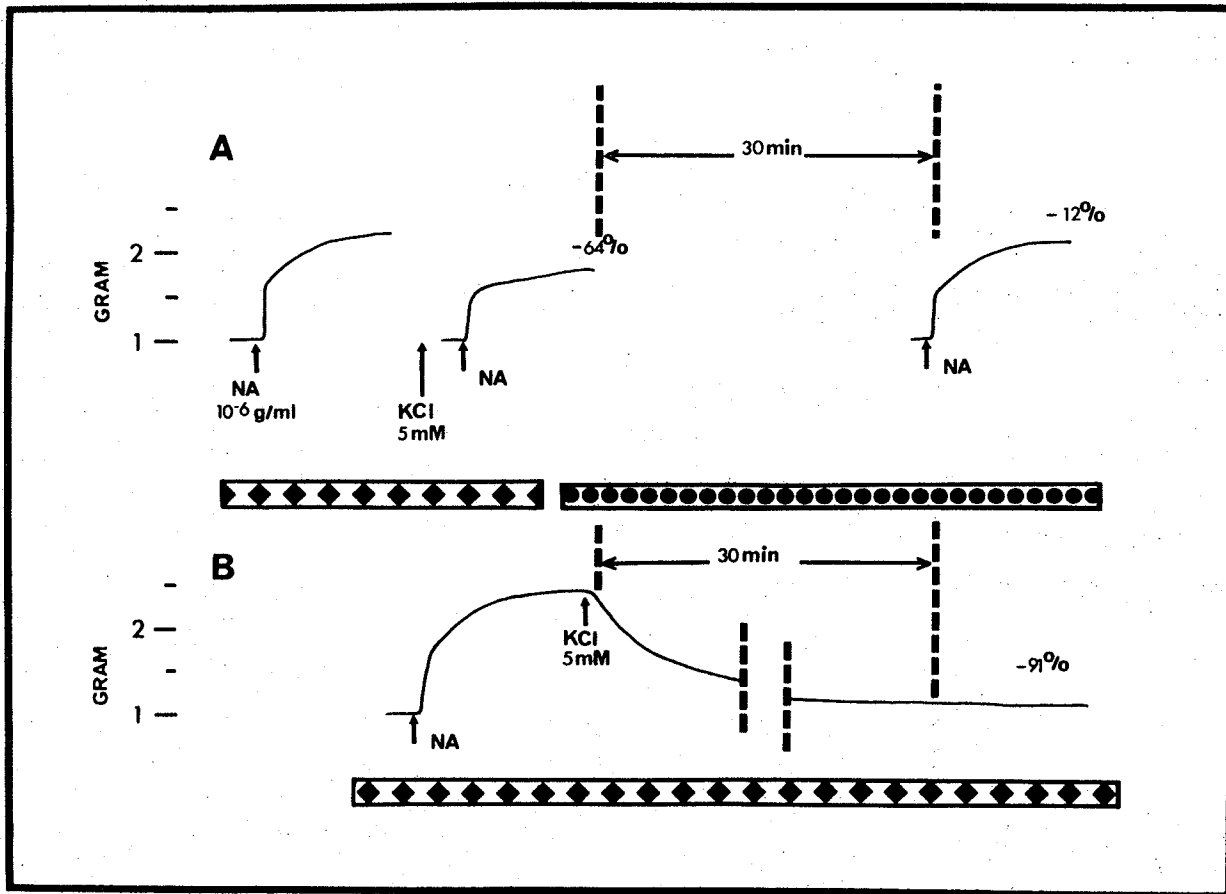 A
30 min
- 12%
2
-64%
GRAM
1
NA
10-6 g/ml
KCl
5 mM
NA
NA
B
30 min
2
KCl
5 mM
GRAM
-91%
1
NA